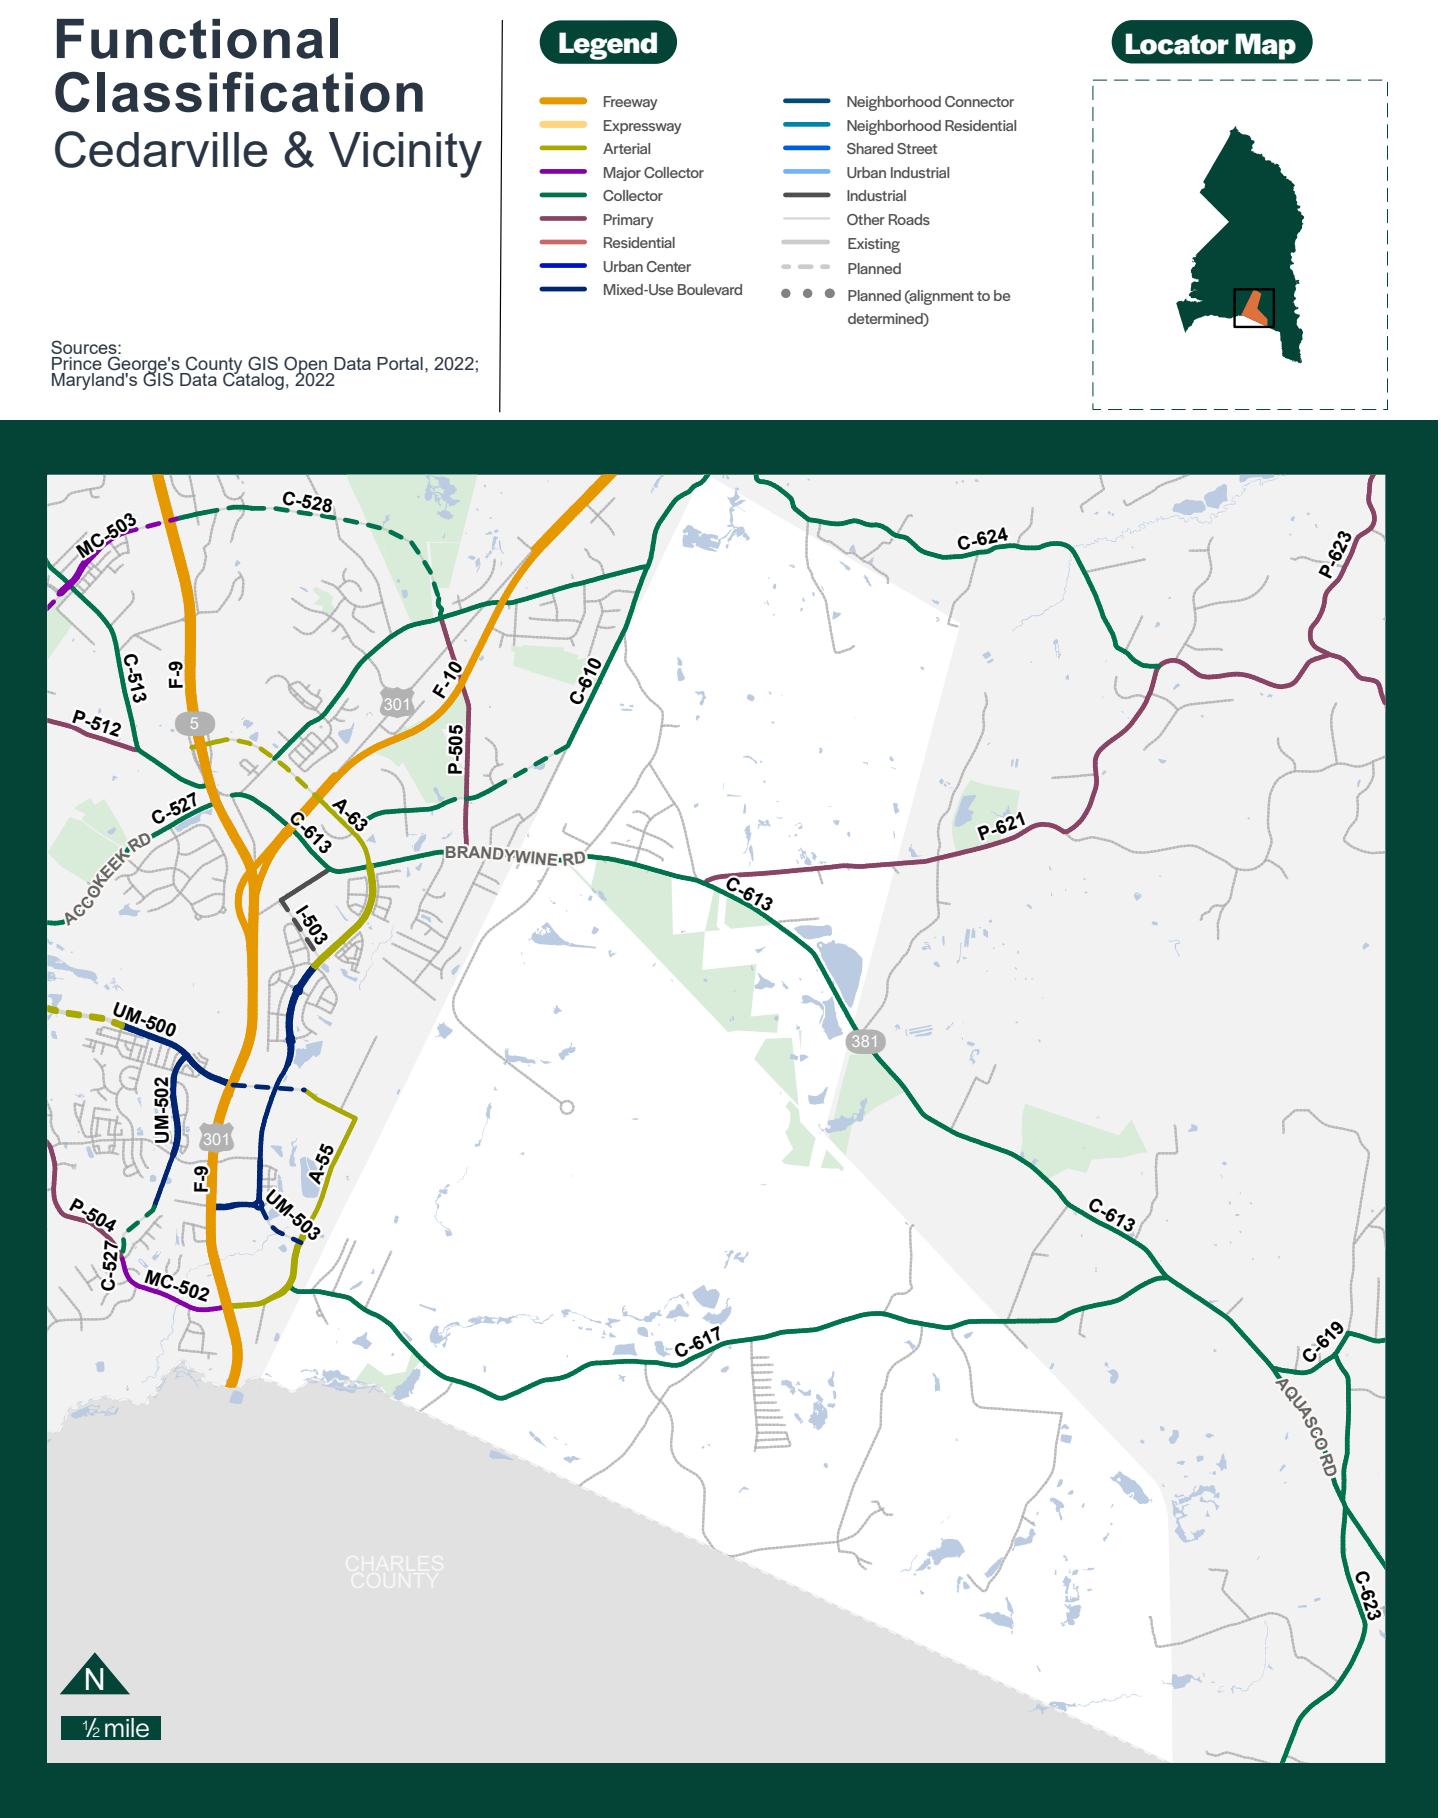 Functional
Classification
Cedarville & Vicinity
Sources:
Prince George's County GIS Open Data Portal, 2022;
Maryland's GIS Data Catalog, 2022
Legend
Freeway
Expressway
Arterial
Major Collector
Collector
Primary
Residential
Urban Center
Mixed-Use Boulevard
Neighborhood Connector
Neighborhood Residential
Shared Street
Urban Industrial
Industrial
Other Roads
Existing
Planned
Planned (alignment to be
determined)
Locator Map
C-528
MC-503
C-624
P-623
C-513
F-9
F-10
C-610
301
5
P-512
P-505
C-527
A-63
C-613
P-621
ACCOKEEK RD
BRANDYWINE RD
C-613
I-503
UM-500
381
UM-502
301
A-55
F-9
P-504
UM-503
C-613
C-527
MC-502
C-617
C-619
AQUASCO RD
CHARLES
COUNTY
C-623
N
½ mile